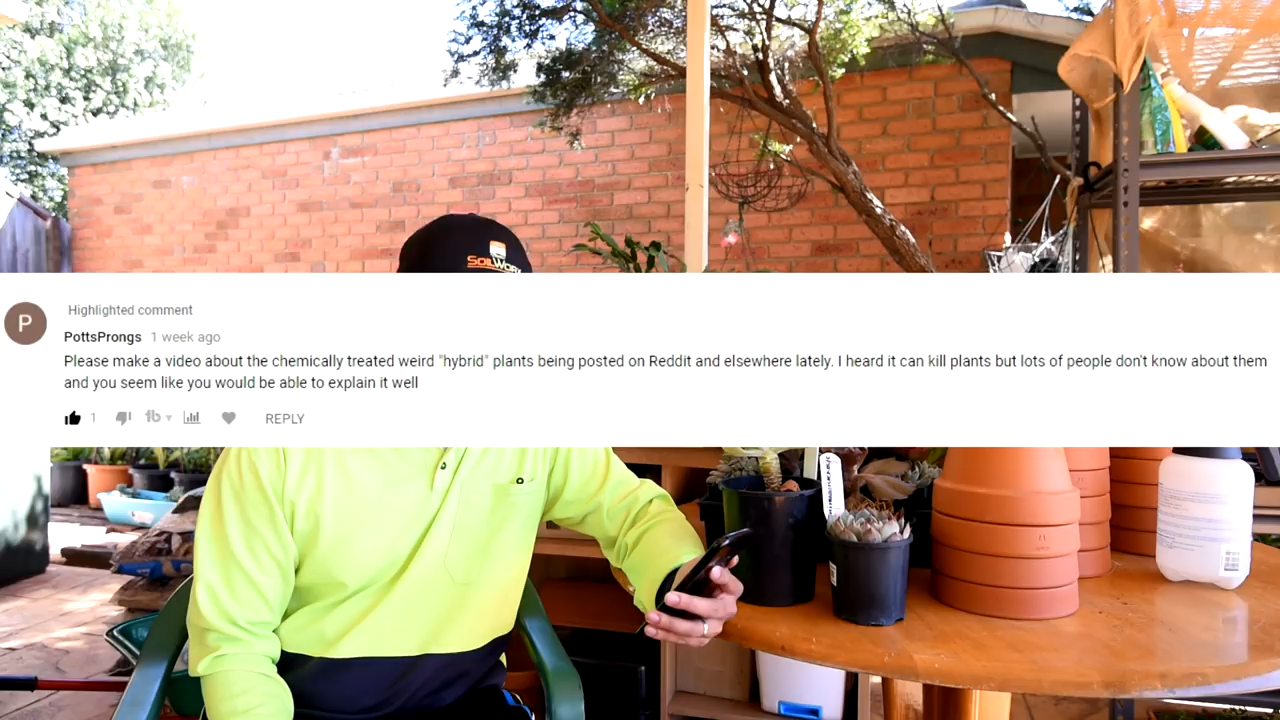 SOILWORX
Highlighted comment
P
PottsProngs 1 week ago
Please make a video about the chemically treated weird "hybrid" plants being posted on Reddit and elsewhere lately. I heard it can kill plants but lots of people don't know about them
and you seem like you would be able to explain it well
1
tb
REPLY